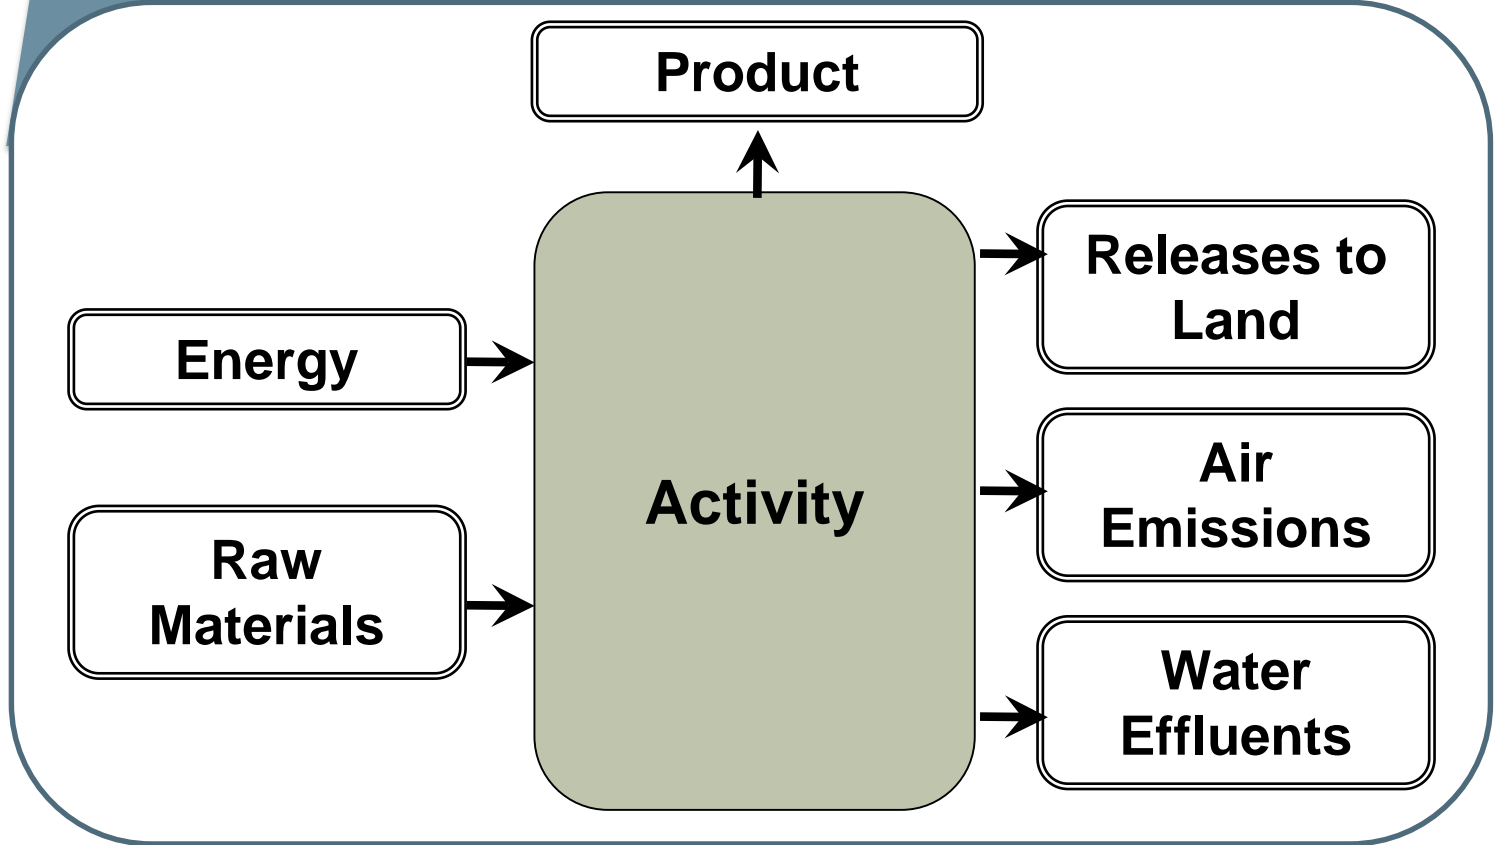 Product
Energy
Raw
Materials
Activity
Releases to
Land
Air
Emissions
Water
Effluents